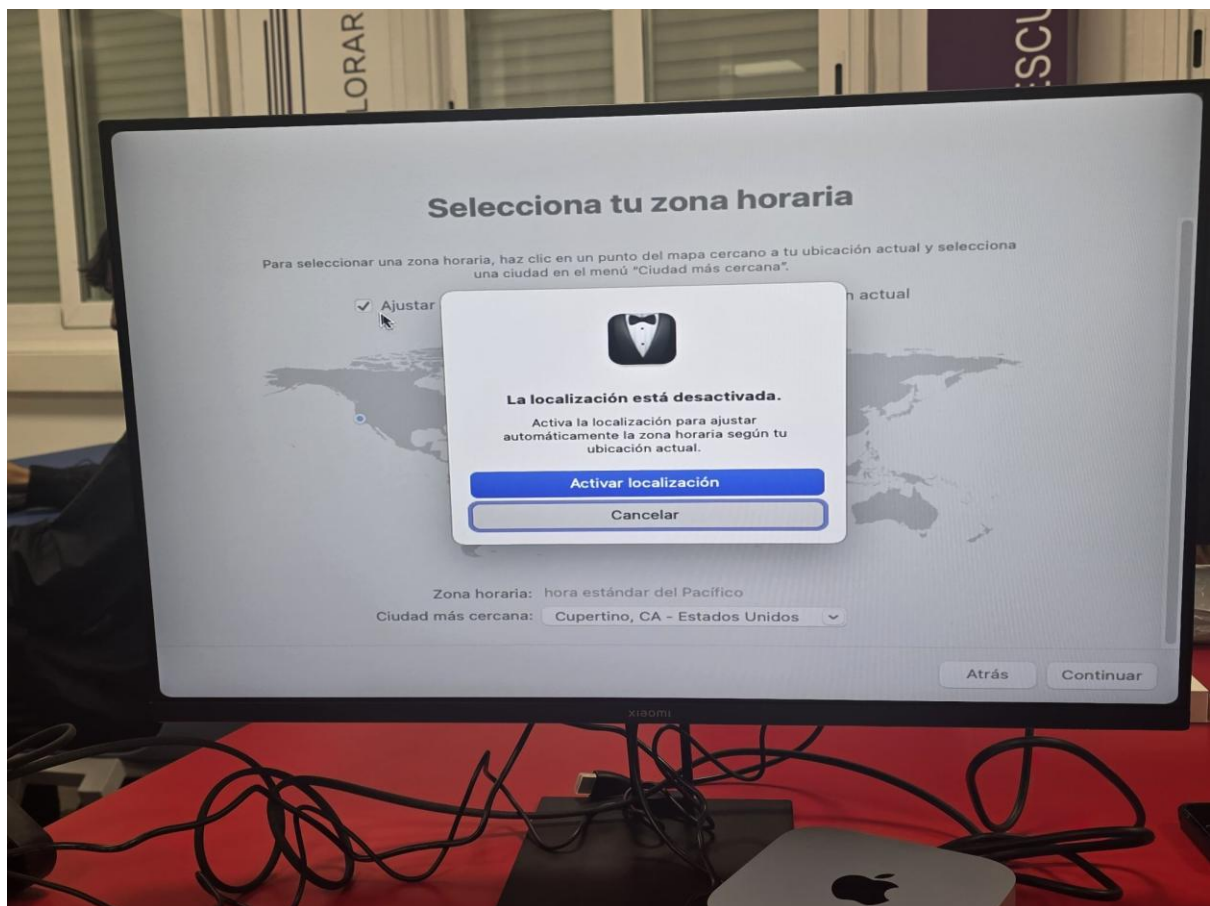 LORAR
ESCU
Selecciona tu zona horaria
Para seleccionar una zona horaria, haz clic en un punto del mapa cercano a tu ubicación actual y selecciona
una ciudad en el menú “Ciudad más cercana”.
Ajustar
n actual
La localización está desactivada.
Activa la localización para ajustar
automáticamente la zona horaria según tu
ubicación actual.
Activar localización
Cancelar
Zona horaria: hora estándar del Pacífico
Ciudad más cercana: Cupertino, CA - Estados Unidos
Atrás
Continuar
xiaomi